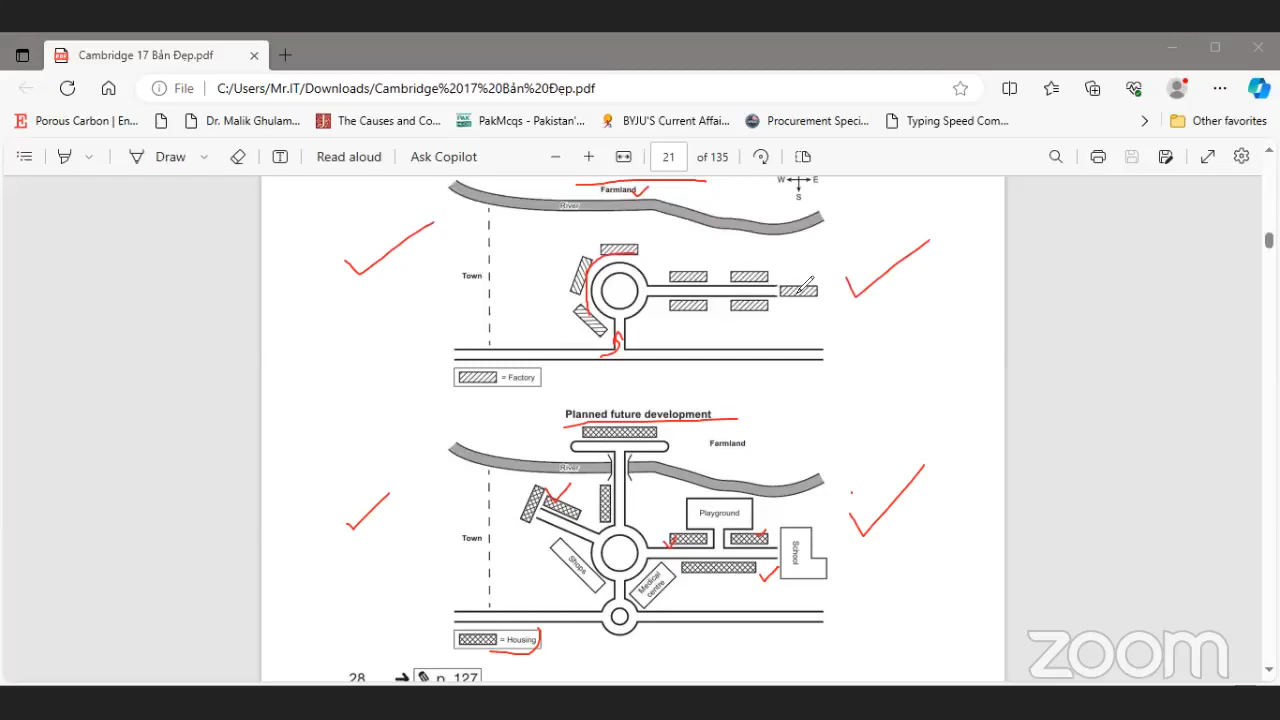 Cambridge 17 Bản Đẹp.pdf
File C:/Users/Mr.IT/Downloads/Cambridge%2017%20Bản%20Đẹp.pdf
Porous Carbon | En... Dr. Malik Ghulam... The Causes and Co... PakMcqs - Pakistan'... BYJU'S Current Affai... Procurement Speci... Typing Speed Com... Other favorites
Draw Read aloud Ask Copilot 21 of 135
W E
Farmland
S
River
Town
= Factory
Planned future development
Farmland
River
Playground
Town
School
Shops
Medical
centre
= Housing
zoom
28 p. 127